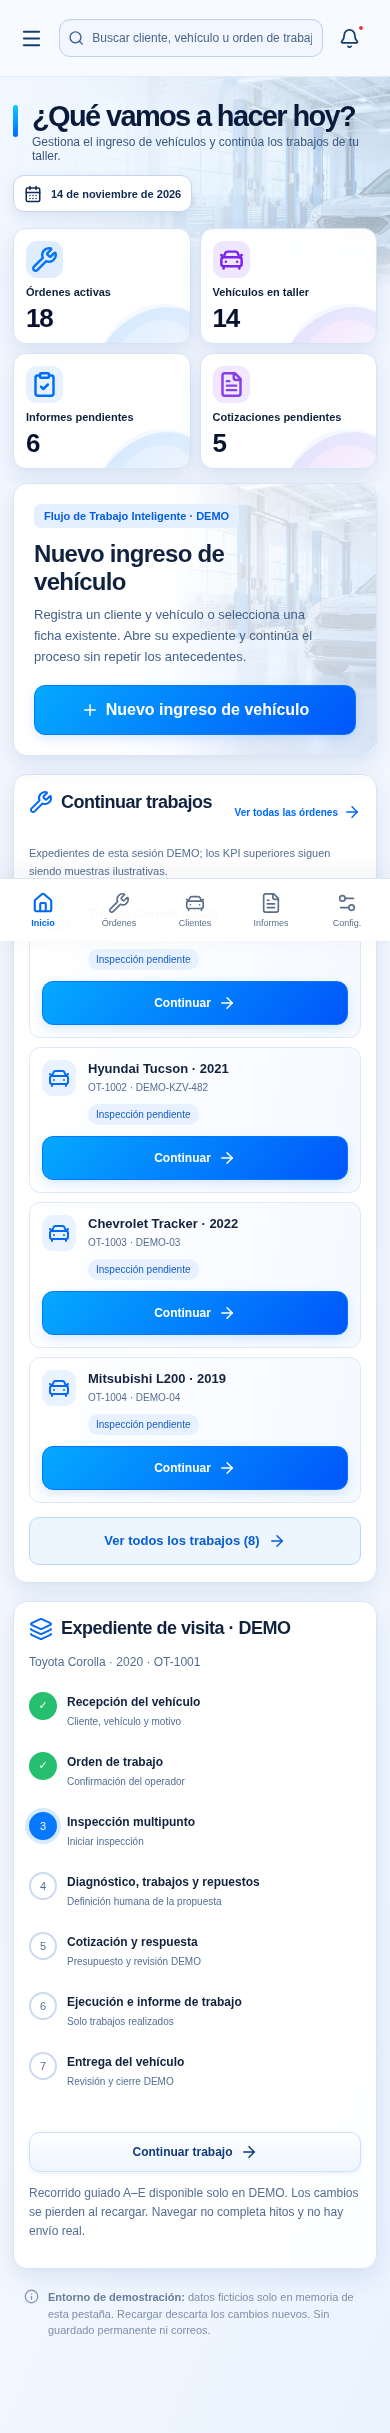 Buscar cliente, vehículo u orden de trabaj
¿Qué vamos a hacer hoy?
Gestiona el ingreso de vehículos y continúa los trabajos de tu
taller.
14 de noviembre de 2026
Órdenes activas
18
Vehículos en taller
14
Informes pendientes
6
Cotizaciones pendientes
5
Flujo de Trabajo Inteligente · DEMO
Nuevo ingreso de
vehículo
Registra un cliente y vehículo o selecciona una
ficha existente. Abre su expediente y continúa el
proceso sin repetir los antecedentes.
Nuevo ingreso de vehículo
Continuar trabajos
Ver todas las órdenes
Expedientes de esta sesión DEMO; los KPI superiores siguen
siendo muestras ilustrativas.
Inicio
Órdenes
Clientes
Informes
Config.
Inspección pendiente
Continuar
Hyundai Tucson · 2021
OT-1002 · DEMO-KZV-482
Inspección pendiente
Continuar
Chevrolet Tracker · 2022
OT-1003 · DEMO-03
Inspección pendiente
Continuar
Mitsubishi L200 · 2019
OT-1004 · DEMO-04
Inspección pendiente
Continuar
Ver todos los trabajos (8)
Expediente de visita · DEMO
Toyota Corolla · 2020 · OT-1001
✓
Recepción del vehículo
Cliente, vehículo y motivo
✓
Orden de trabajo
Confirmación del operador
3
Inspección multipunto
Iniciar inspección
4
Diagnóstico, trabajos y repuestos
Definición humana de la propuesta
5
Cotización y respuesta
Presupuesto y revisión DEMO
6
Ejecución e informe de trabajo
Solo trabajos realizados
7
Entrega del vehículo
Revisión y cierre DEMO
Continuar trabajo
Recorrido guiado A–E disponible solo en DEMO. Los cambios
se pierden al recargar. Navegar no completa hitos y no hay
envío real.
Entorno de demostración: datos ficticios solo en memoria de
esta pestaña. Recargar descarta los cambios nuevos. Sin
guardado permanente ni correos.